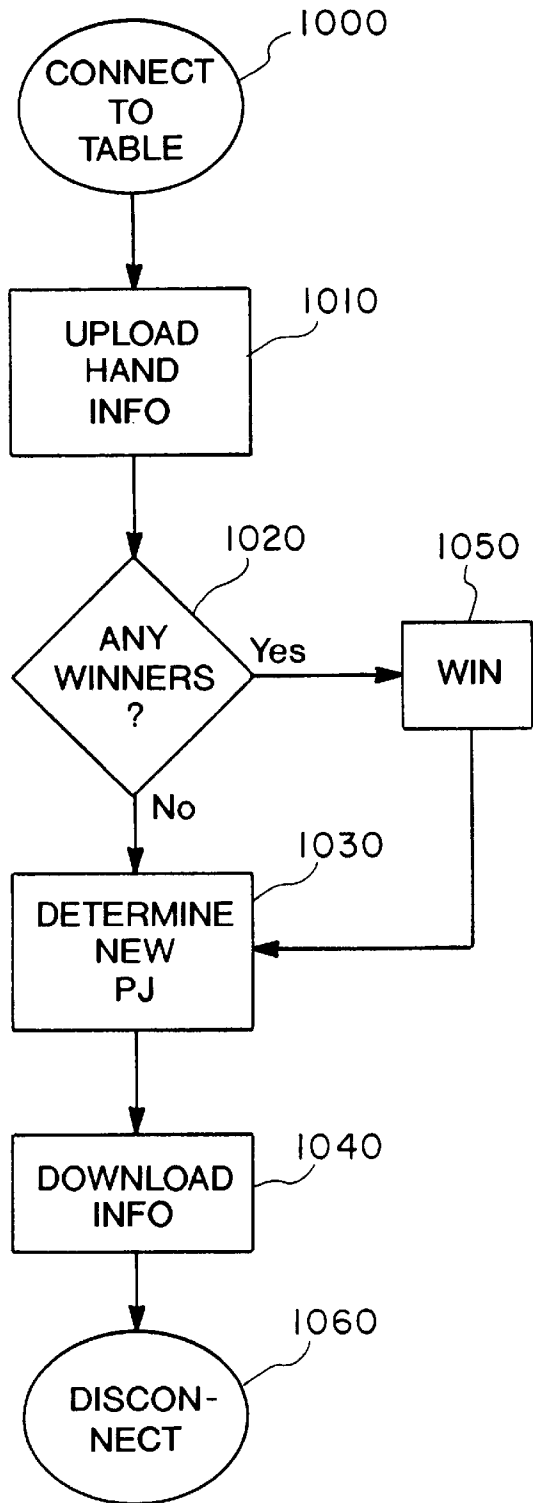 1000
CONNECT
TO
TABLE
1010
UPLOAD
HAND
INFO
1020
ANY
WINNERS
?
Yes
1050
WIN
No
1030
DETERMINE
NEW
PJ
1040
DOWNLOAD
INFO
1060
DISCON-
NECT